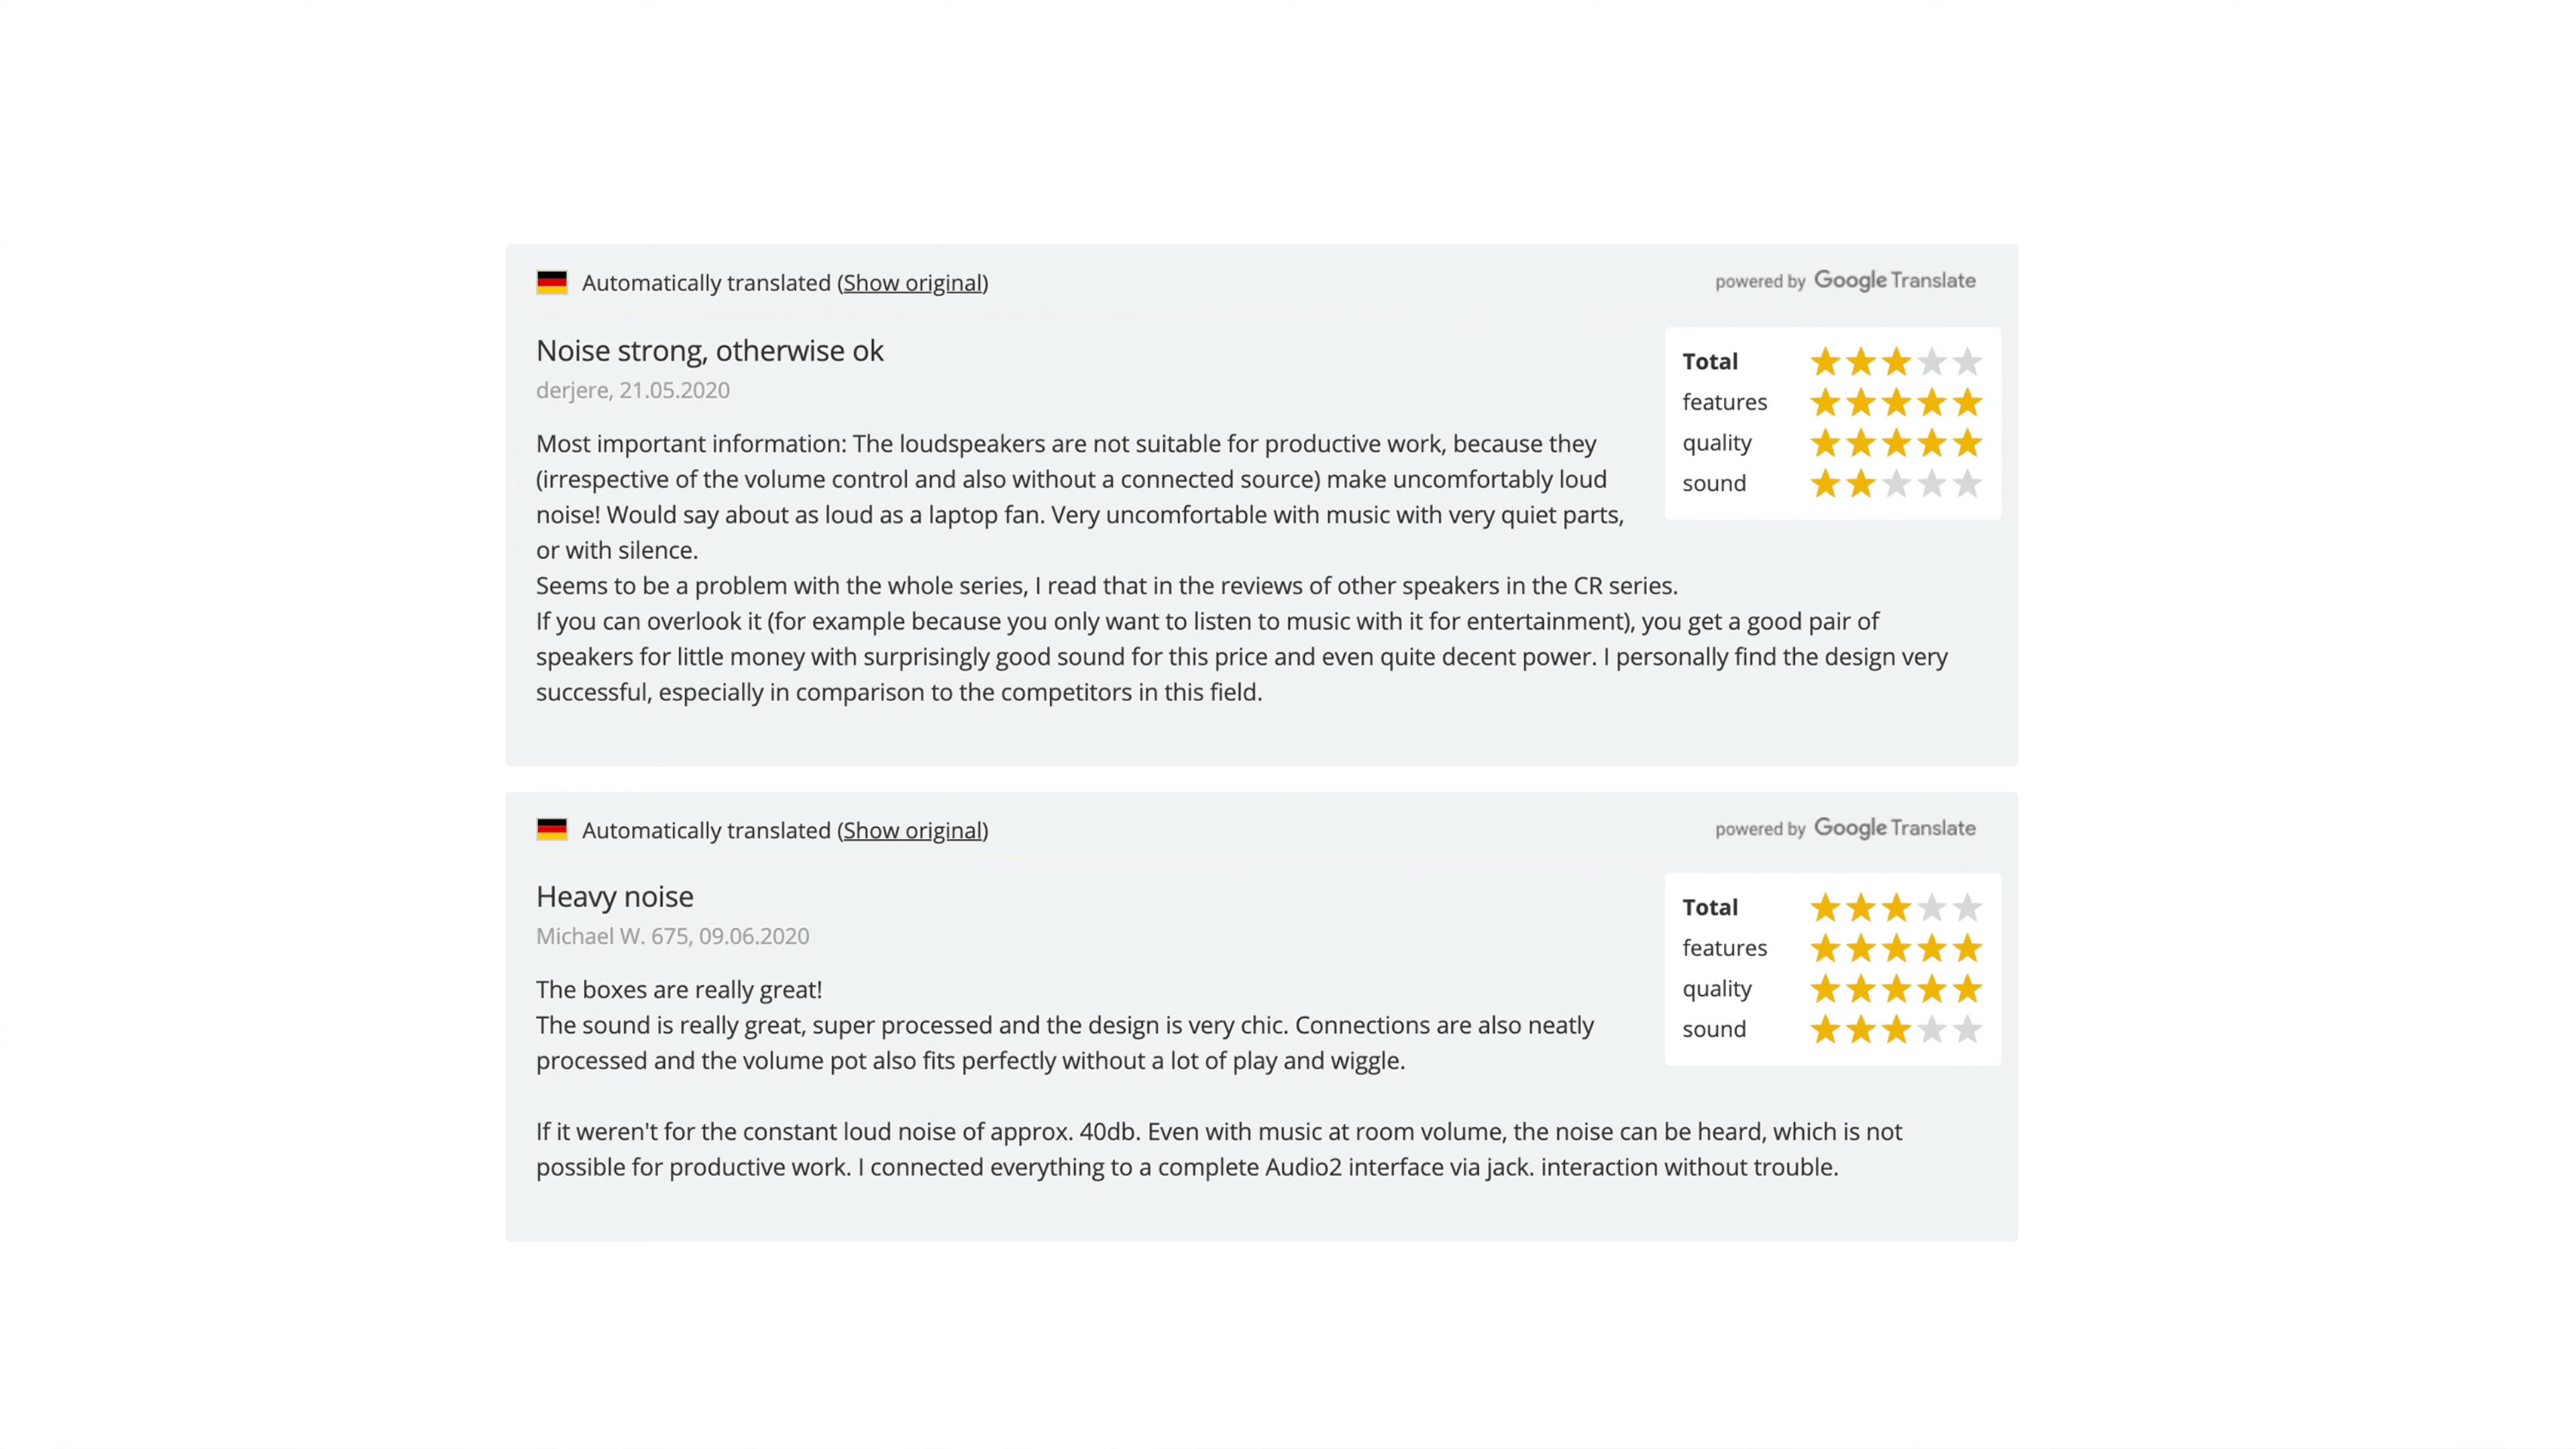 Automatically translated (Show original)
powered by Google Translate
Noise strong, otherwise ok
derjere, 21.05.2020
Total
features
quality
sound
Most important information: The loudspeakers are not suitable for productive work, because they
(irrespective of the volume control and also without a connected source) make uncomfortably loud
noise! Would say about as loud as a laptop fan. Very uncomfortable with music with very quiet parts,
or with silence.
Seems to be a problem with the whole series, I read that in the reviews of other speakers in the CR series.
If you can overlook it (for example because you only want to listen to music with it for entertainment), you get a good pair of
speakers for little money with surprisingly good sound for this price and even quite decent power. I personally find the design very
successful, especially in comparison to the competitors in this field.
Automatically translated (Show original)
powered by Google Translate
Heavy noise
Michael W. 675, 09.06.2020
Total
features
quality
sound
The boxes are really great!
The sound is really great, super processed and the design is very chic. Connections are also neatly
processed and the volume pot also fits perfectly without a lot of play and wiggle.
If it weren't for the constant loud noise of approx. 40db. Even with music at room volume, the noise can be heard, which is not
possible for productive work. I connected everything to a complete Audio2 interface via jack. interaction without trouble.